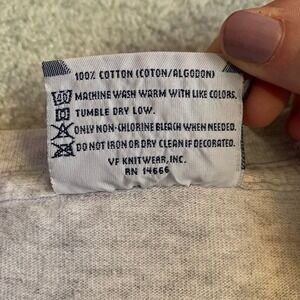 100% COTTON (COTON/ALGODON)
MACHINE WASH WARM WITH LIKE COLORS.
TUMBLE DRY LOW.
ONLY NON-CHLORINE BLEACH WHEN NEEDED.
DO NOT IRON OR DRY CLEAN IF DECORATED.
VF KNITWEAR, INC.
RN 14666